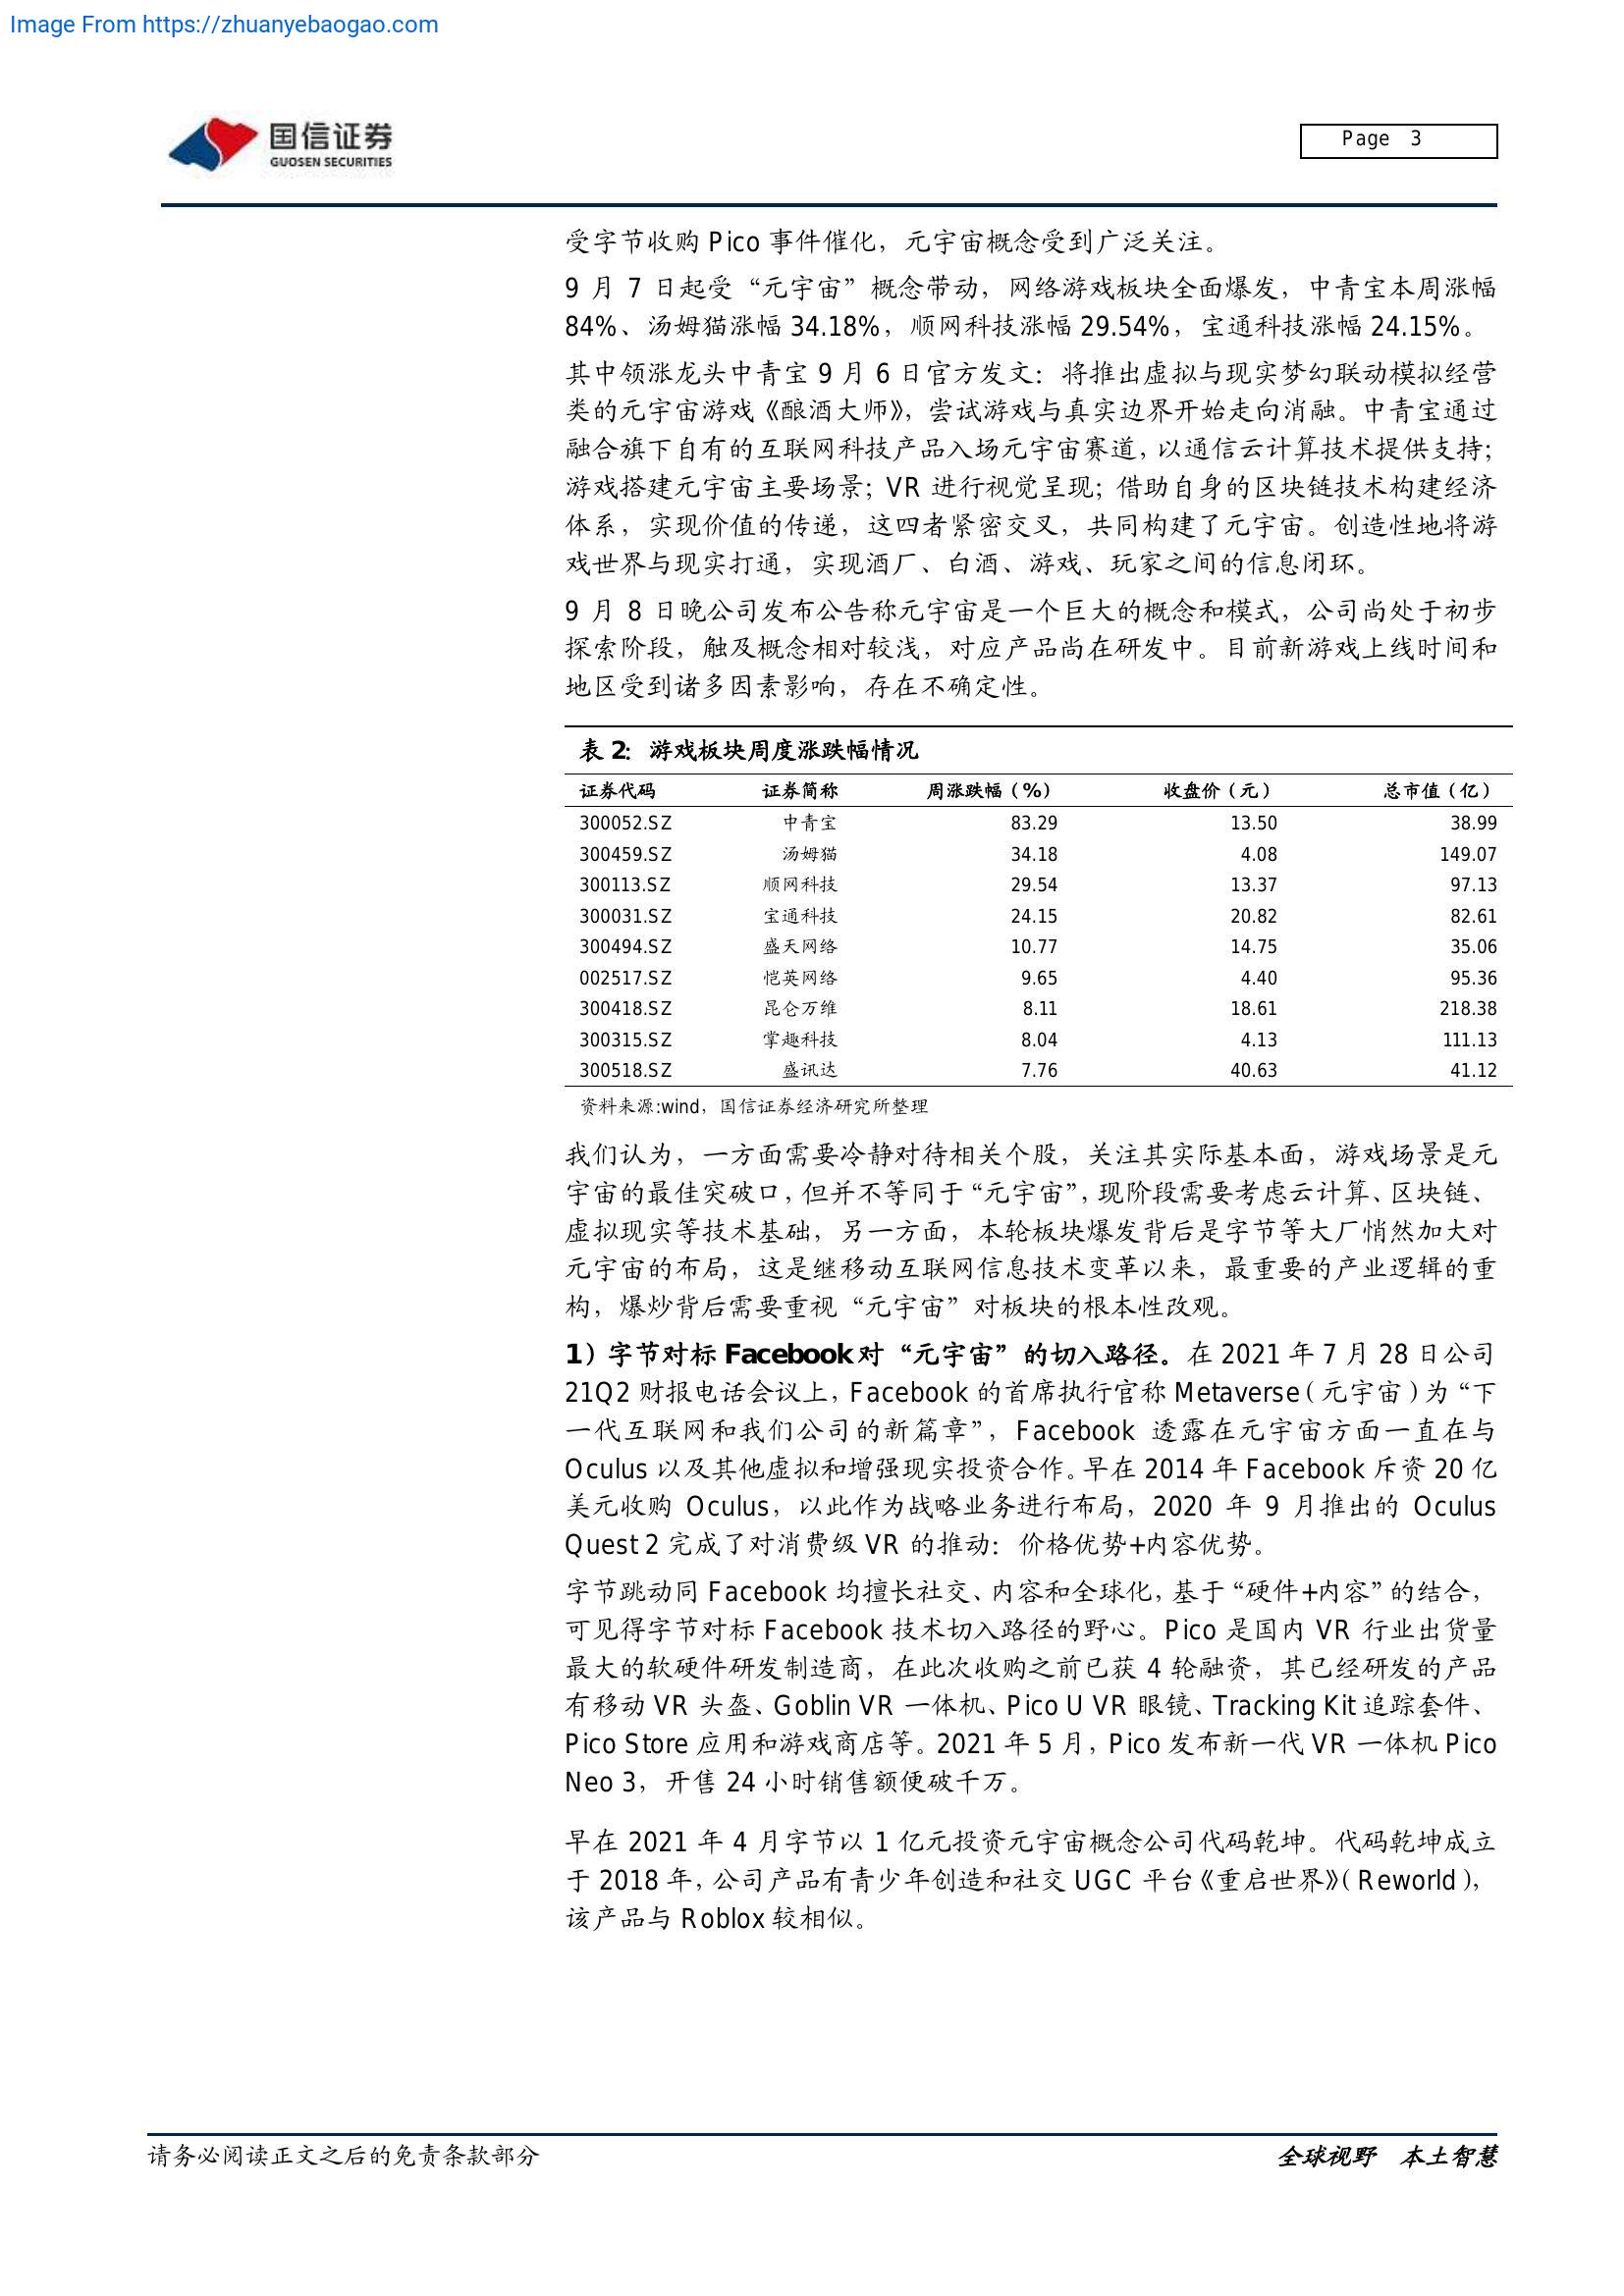 Image From https://zhuanyebaogao.com
国信证券
GUOSEN SECURITIES
Page 3
受字节收购 Pico 事件催化，元宇宙概念受到广泛关注。
9 月 7 日起受“元宇宙”概念带动，网络游戏板块全面爆发，中青宝本周涨幅
84%、汤姆猫涨幅 34.18%，顺网科技涨幅 29.54%，宝通科技涨幅 24.15%。
其中领涨龙头中青宝 9 月 6 日官方发文：将推出虚拟与现实梦幻联动模拟经营
类的元宇宙游戏《酿酒大师》，尝试游戏与真实边界开始走向消融。中青宝通过
融合旗下自有的互联网科技产品入场元宇宙赛道，以通信云计算技术提供支持；
游戏搭建元宇宙主要场景；VR 进行视觉呈现；借助自身的区块链技术构建经济
体系，实现价值的传递，这四者紧密交叉，共同构建了元宇宙。创造性地将游
戏世界与现实打通，实现酒厂、白酒、游戏、玩家之间的信息闭环。
9 月 8 日晚公司发布公告称元宇宙是一个巨大的概念和模式，公司尚处于初步
探索阶段，触及概念相对较浅，对应产品尚在研发中。目前新游戏上线时间和
地区受到诸多因素影响，存在不确定性。
表 2：游戏板块周度涨跌幅情况
证券代码 证券简称 周涨跌幅（%） 收盘价（元） 总市值（亿）
300052.SZ 中青宝 83.29 13.50 38.99
300459.SZ 汤姆猫 34.18 4.08 149.07
300113.SZ 顺网科技 29.54 13.37 97.13
300031.SZ 宝通科技 24.15 20.82 82.61
300494.SZ 盛天网络 10.77 14.75 35.06
002517.SZ 恺英网络 9.65 4.40 95.36
300418.SZ 昆仑万维 8.11 18.61 218.38
300315.SZ 掌趣科技 8.04 4.13 111.13
300518.SZ 盛讯达 7.76 40.63 41.12
资料来源:wind，国信证券经济研究所整理
我们认为，一方面需要冷静对待相关个股，关注其实际基本面，游戏场景是元
宇宙的最佳突破口，但并不等同于“元宇宙”，现阶段需要考虑云计算、区块链、
虚拟现实等技术基础，另一方面，本轮板块爆发背后是字节等大厂悄然加大对
元宇宙的布局，这是继移动互联网信息技术变革以来，最重要的产业逻辑的重
构，爆炒背后需要重视“元宇宙”对板块的根本性改观。
1）字节对标 Facebook 对“元宇宙”的切入路径。在 2021 年 7 月 28 日公司
21Q2 财报电话会议上，Facebook 的首席执行官称 Metaverse（元宇宙）为“下
一代互联网和我们公司的新篇章”，Facebook 透露在元宇宙方面一直在与
Oculus 以及其他虚拟和增强现实投资合作。早在 2014 年 Facebook 斥资 20 亿
美元收购 Oculus，以此作为战略业务进行布局，2020 年 9 月推出的 Oculus
Quest 2 完成了对消费级 VR 的推动：价格优势+内容优势。
字节跳动同 Facebook 均擅长社交、内容和全球化，基于“硬件+内容”的结合，
可见得字节对标 Facebook 技术切入路径的野心。Pico 是国内 VR 行业出货量
最大的软硬件研发制造商，在此次收购之前已获 4 轮融资，其已经研发的产品
有移动 VR 头盔、Goblin VR 一体机、Pico U VR 眼镜、Tracking Kit 追踪套件、
Pico Store 应用和游戏商店等。2021 年 5 月，Pico 发布新一代 VR 一体机 Pico
Neo 3，开售 24 小时销售额便破千万。
早在 2021 年 4 月字节以 1 亿元投资元宇宙概念公司代码乾坤。代码乾坤成立
于 2018 年，公司产品有青少年创造和社交 UGC 平台《重启世界》（Reworld），
该产品与 Roblox 较相似。
请务必阅读正文之后的免责条款部分
全球视野 本土智慧